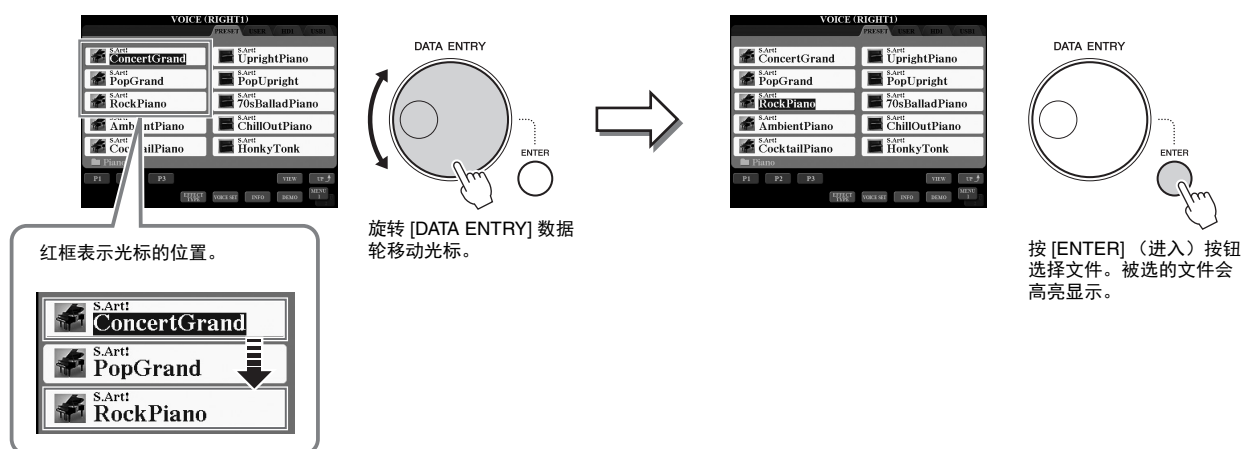 VOICE (RIGHT1)
PRESET USER HD1 USB1
S.Art!
ConcertGrand
S.Art!
UprightPiano
S.Art!
PopGrand
S.Art!
PopUpright
S.Art!
RockPiano
S.Art!
70sBalladPiano
S.Art!
AmbientPiano
S.Art!
ChillOutPiano
S.Art!
CocktailPiano
S.Art!
HonkyTonk
Piano
P1 P3 VIEW UP
EFFECT TYPE VOICE SET INFO DEMO MENU 1
DATA ENTRY
ENTER
旋转 [DATA ENTRY] 数据
轮移动光标。
红框表示光标的位置。
S.Art!
ConcertGrand
S.Art!
PopGrand
S.Art!
RockPiano
VOICE (RIGHT1)
PRESET USER HD1 USB1
S.Art!
ConcertGrand
S.Art!
UprightPiano
S.Art!
PopGrand
S.Art!
PopUpright
S.Art!
RockPiano
S.Art!
70sBalladPiano
S.Art!
AmbientPiano
S.Art!
ChillOutPiano
S.Art!
CocktailPiano
S.Art!
HonkyTonk
Piano
P1 P2 P3 VIEW UP
EFFECT TYPE VOICE SET INFO DEMO MENU 1
DATA ENTRY
ENTER
按 [ENTER] （进入）按钮
选择文件。被选的文件会
高亮显示。